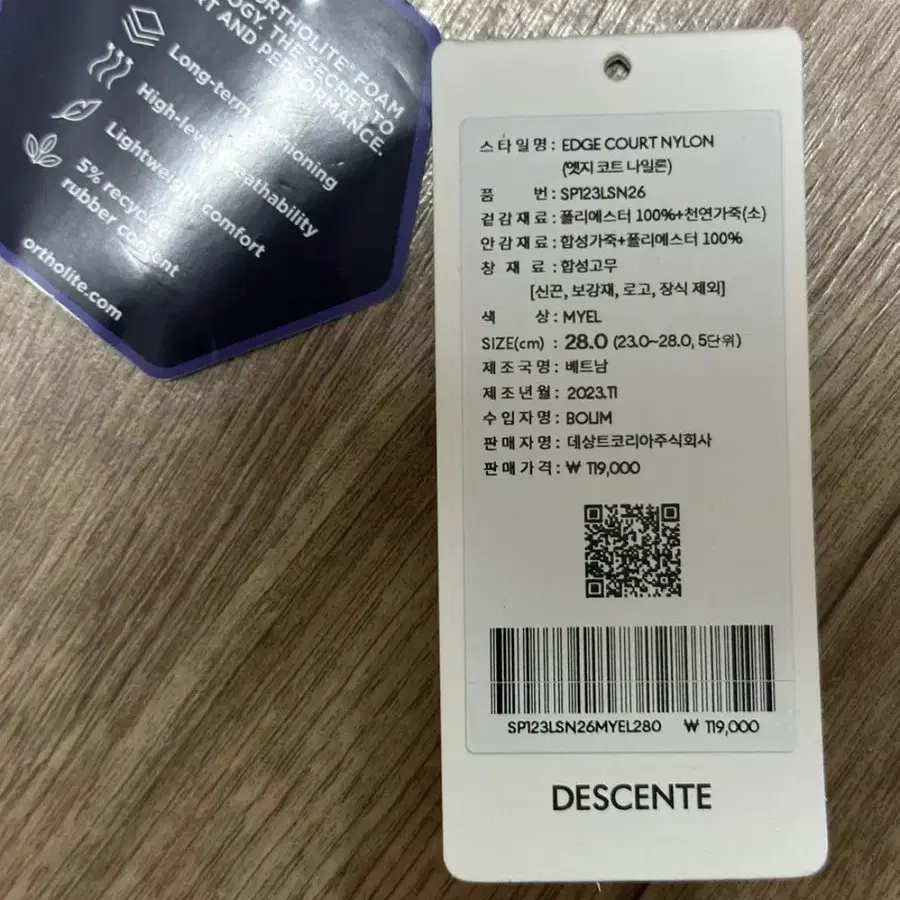 ORTHOLITE® FOAM
OGY. THE SECRET TO
RT AND PERFORMANCE.
Long-term cushioning
High-level breathability
Lightweight comfort
5% recycled
rubber content
ortholite.com
스타일명 : EDGE COURT NYLON
(엣지 코트 나일론)
품 번 : SP123LSN26
겉감재료 : 폴리에스터 100%+천연가죽(소)
안감재료 : 합성가죽+폴리에스터 100%
창 재 료 : 합성고무
[신끈, 보강재, 로고, 장식 제외]
색 상 : MYEL
SIZE(cm) : 28.0 (23.0~28.0, 5단위)
제조국명 : 베트남
제조년월 : 2023.11
수입자명 : BOLIM
판매자명 : 데상트코리아주식회사
판매가격 : ₩ 119,000
SP123LSN26MYEL280 ₩ 119,000
DESCENTE